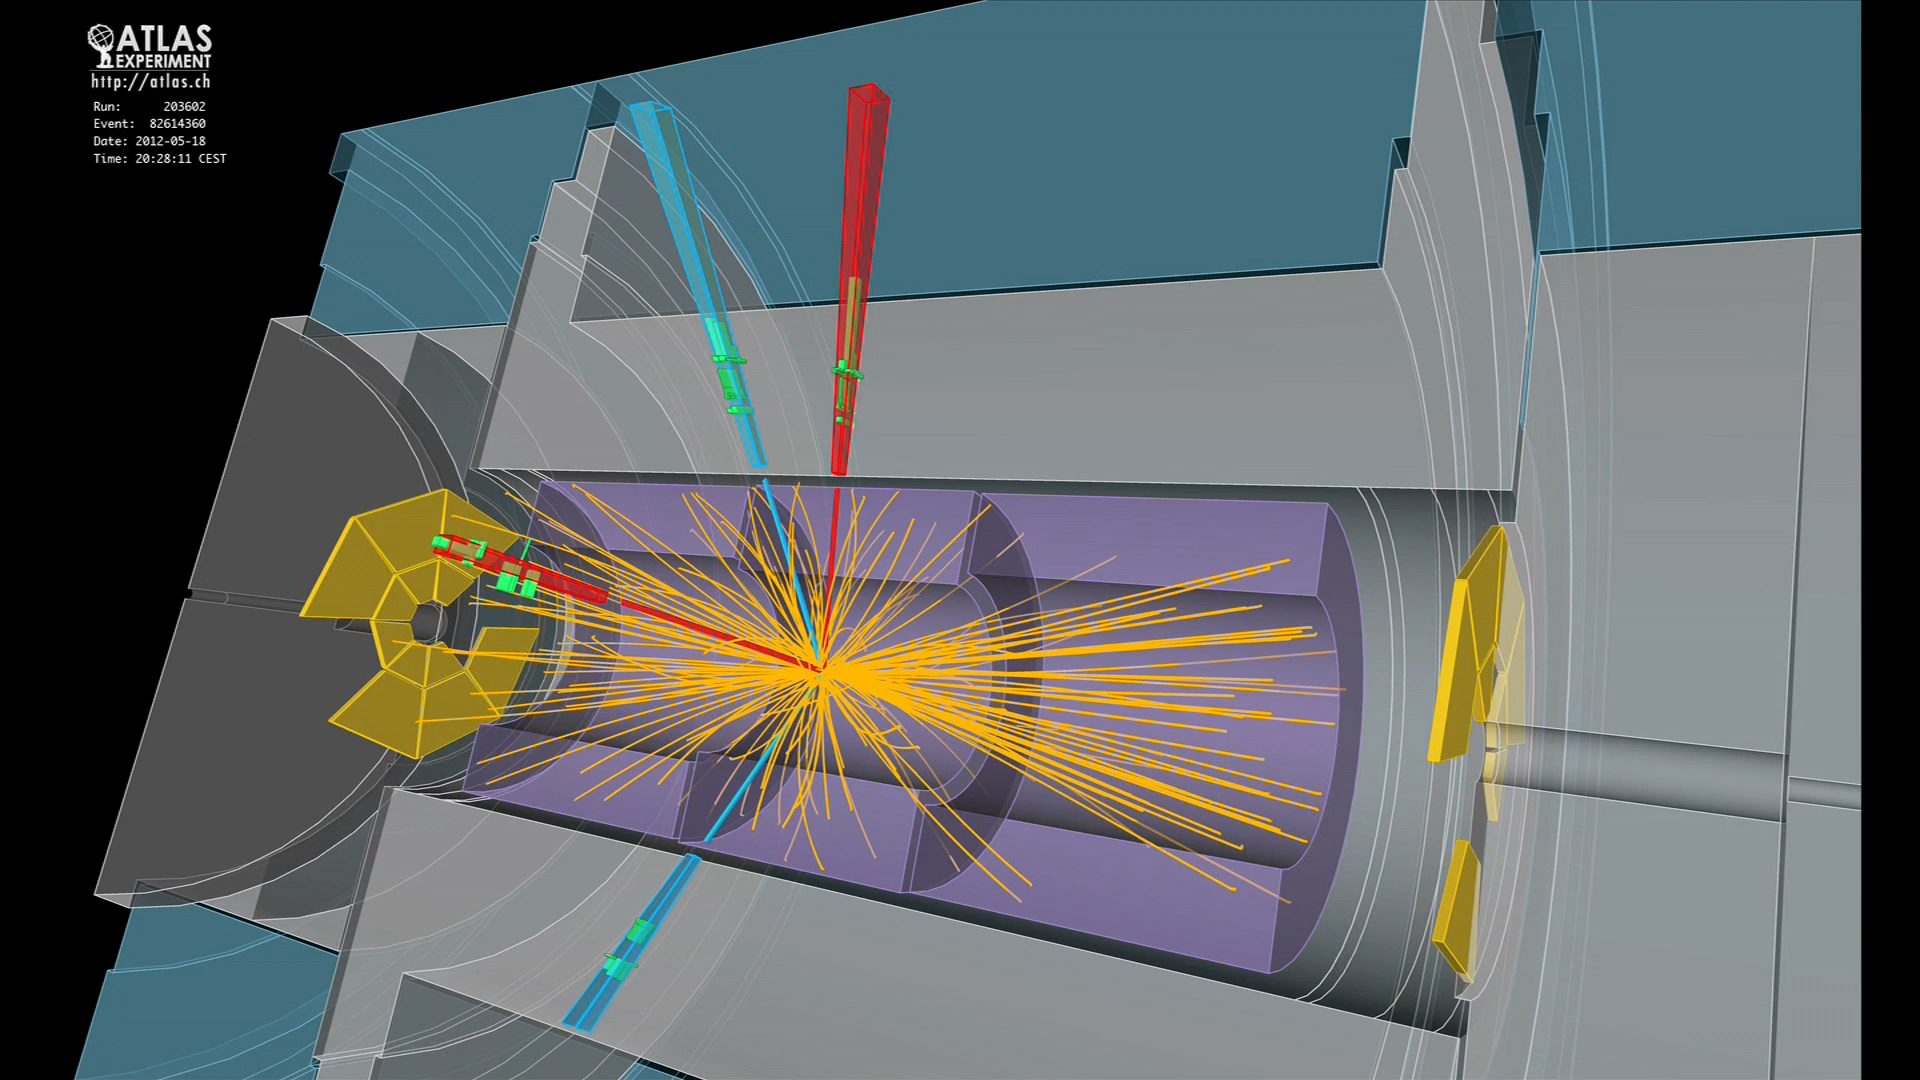 ATLAS
EXPERIMENT
http://atlas.ch
Run: 203602
Event: 82614360
Date: 2012-05-18
Time: 20:28:11 CEST